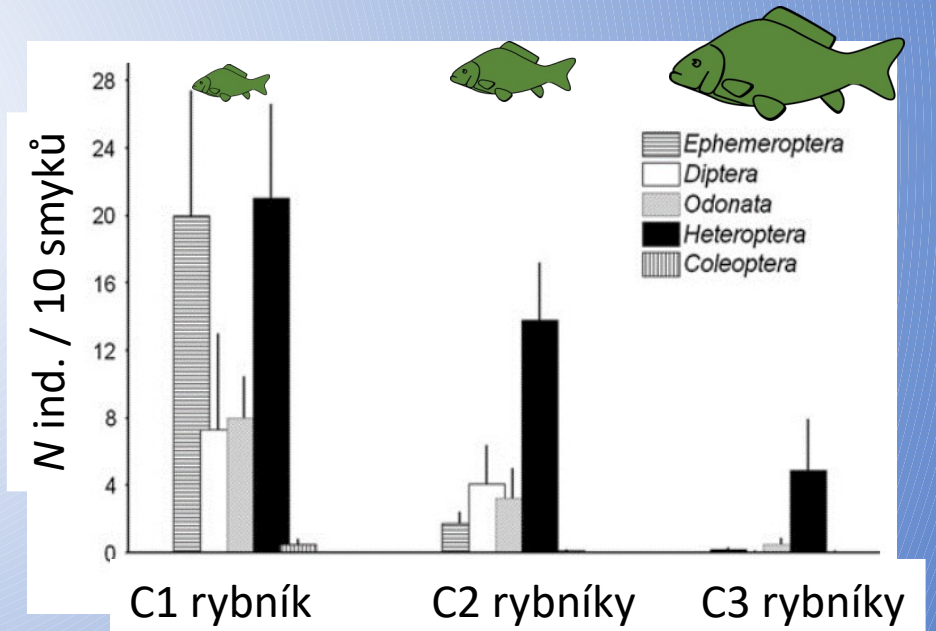 N ind. / 10 smyků
28
24
20
16
12
8
4
0
Ephemeroptera
Diptera
Odonata
Heteroptera
Coleoptera
C1 rybník
C2 rybníky
C3 rybníky